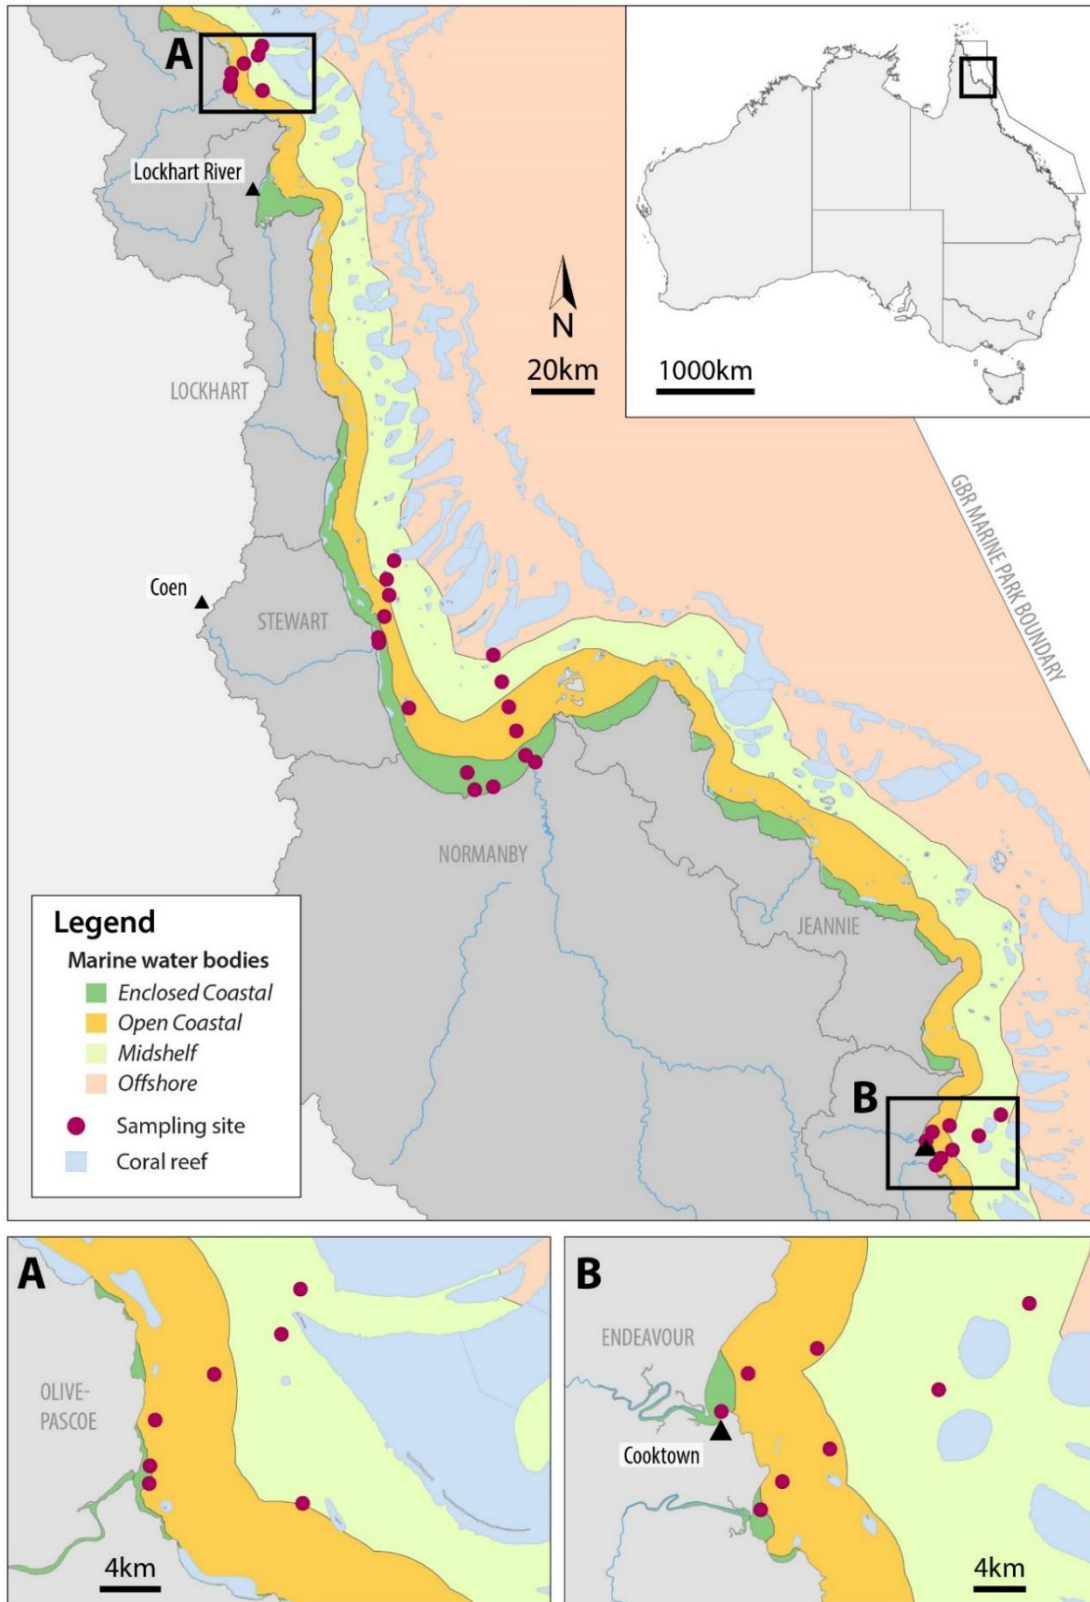 A
Lockhart River
N
20km
1000km
LOCKHART
GBR MARINE PARK BOUNDARY
Coen
STEWART
NORMANBY
JEANNIE
Legend
Marine water bodies
Enclosed Coastal
Open Coastal
Midshelf
Offshore
Sampling site
Coral reef
B
A
OLIVE-
PASCOE
4km
B
ENDEAVOUR
Cooktown
4km